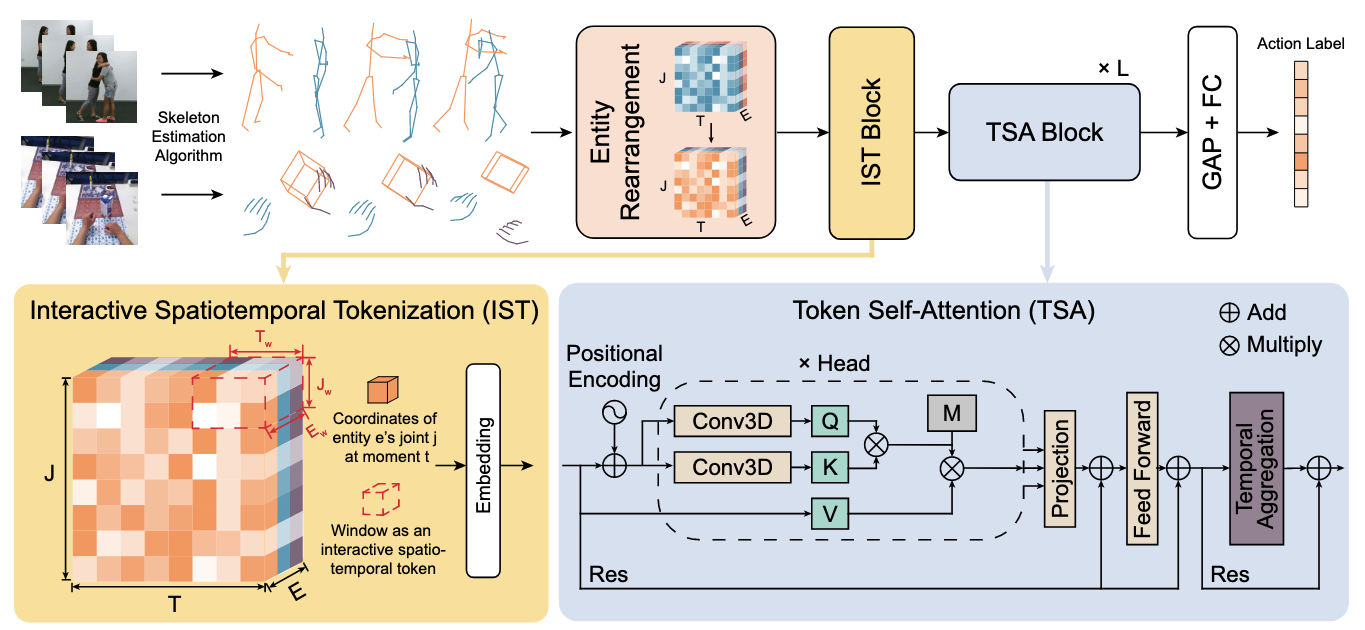 Skeleton
Estimation
Algorithm
Entity
Rearrangement
J
T
E
J
T
E
IST Block
× L
TSA Block
GAP + FC
Action Label
Interactive Spatiotemporal Tokenization (IST)
T_w
J_w
E_w
J
T
E
Coordinates of
entity e's joint j
at moment t
Window as an
interactive spatio-
temporal token
Embedding
Token Self-Attention (TSA)
Add
Multiply
Positional
Encoding
× Head
Conv3D
Q
M
Conv3D
K
V
Projection
Feed Forward
Temporal
Aggregation
Res
Res